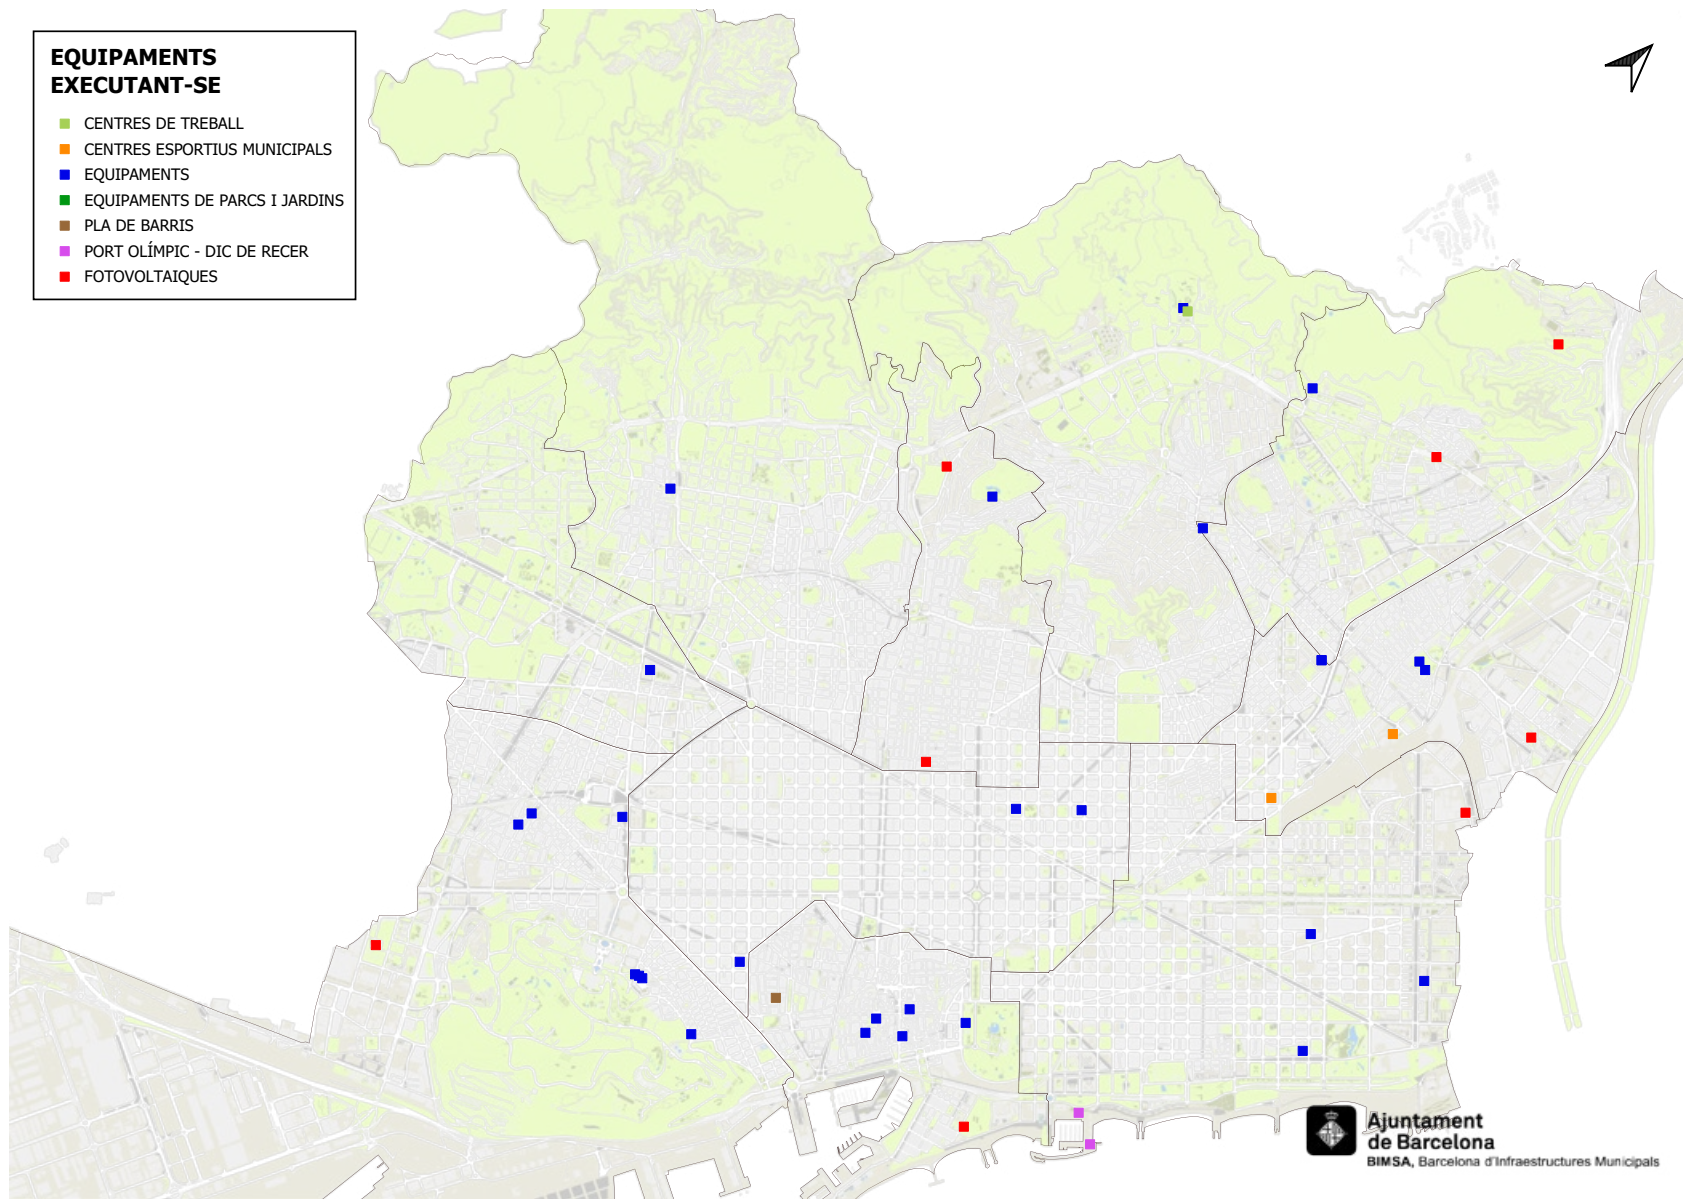 EQUIPAMENTS
EXECUTANT-SE
CENTRES DE TREBALL
CENTRES ESPORTIUS MUNICIPALS
EQUIPAMENTS
EQUIPAMENTS DE PARCS I JARDINS
PLA DE BARRIS
PORT OLÍMPIC - DIC DE RECER
FOTOVOLTAIQUES
Ajuntament
de Barcelona
BIMSA, Barcelona d'Infraestructures Municipals